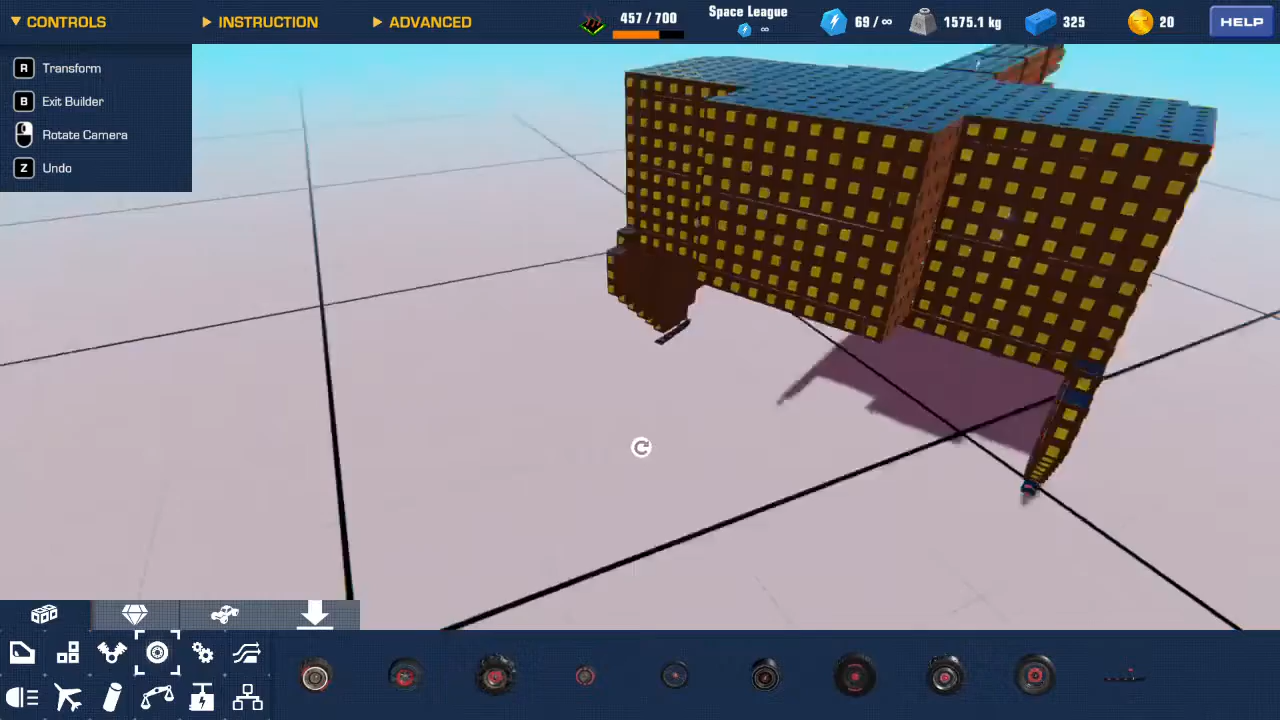 CONTROLS
INSTRUCTION
ADVANCED
457 / 700
Space League
∞
69 / ∞
1575.1 kg
325
20
HELP
R Transform
B Exit Builder
Rotate Camera
Z Undo